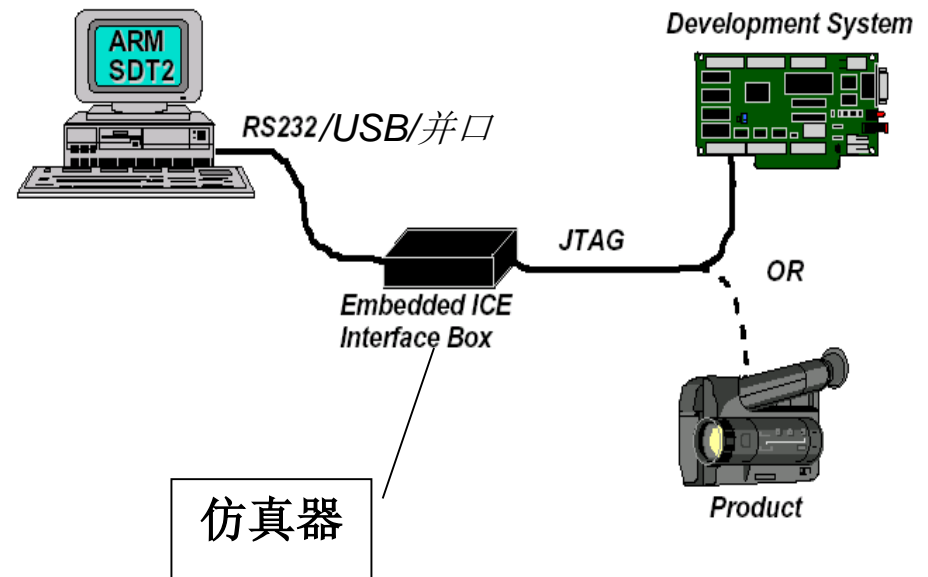 ARM
SDT2
Development System
RS232/USB/并口
JTAG
OR
Embedded ICE
Interface Box
Product
仿真器